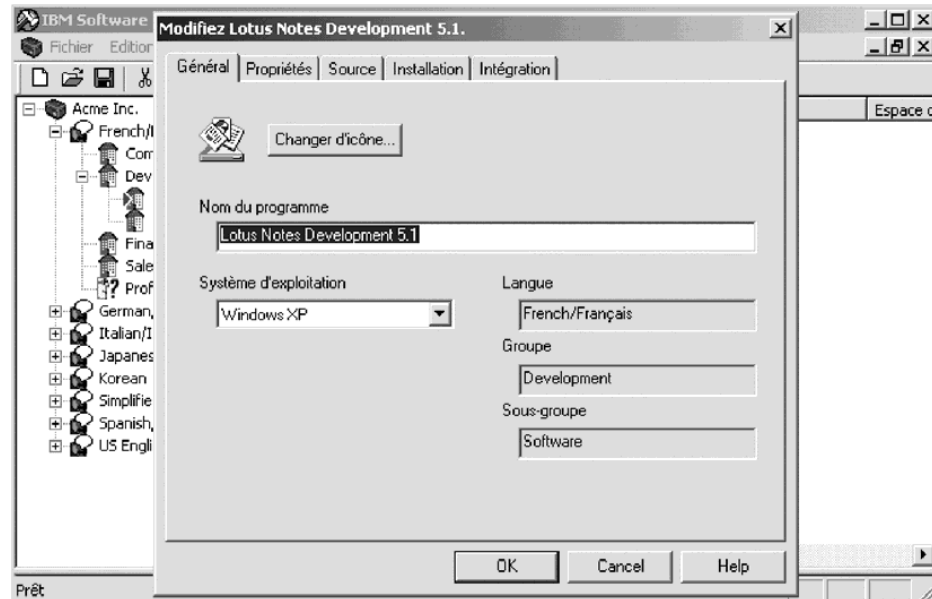 IBM Software
Modifiez Lotus Notes Development 5.1.
Fichier Edition
Général Propriétés Source Installation Intégration
Acme Inc.
Espace
Changer d'icône...
Nom du programme
Lotus Notes Development 5.1
Système d'exploitation
Langue
Windows XP
French/Français
Groupe
Development
Sous-groupe
Software
French/
Com
Dev
Fina
Sale
Prof
German,
Italian/I
Japanes
Korean
Simplifie
Spanish,
US Engli
OK Cancel Help
Prêt